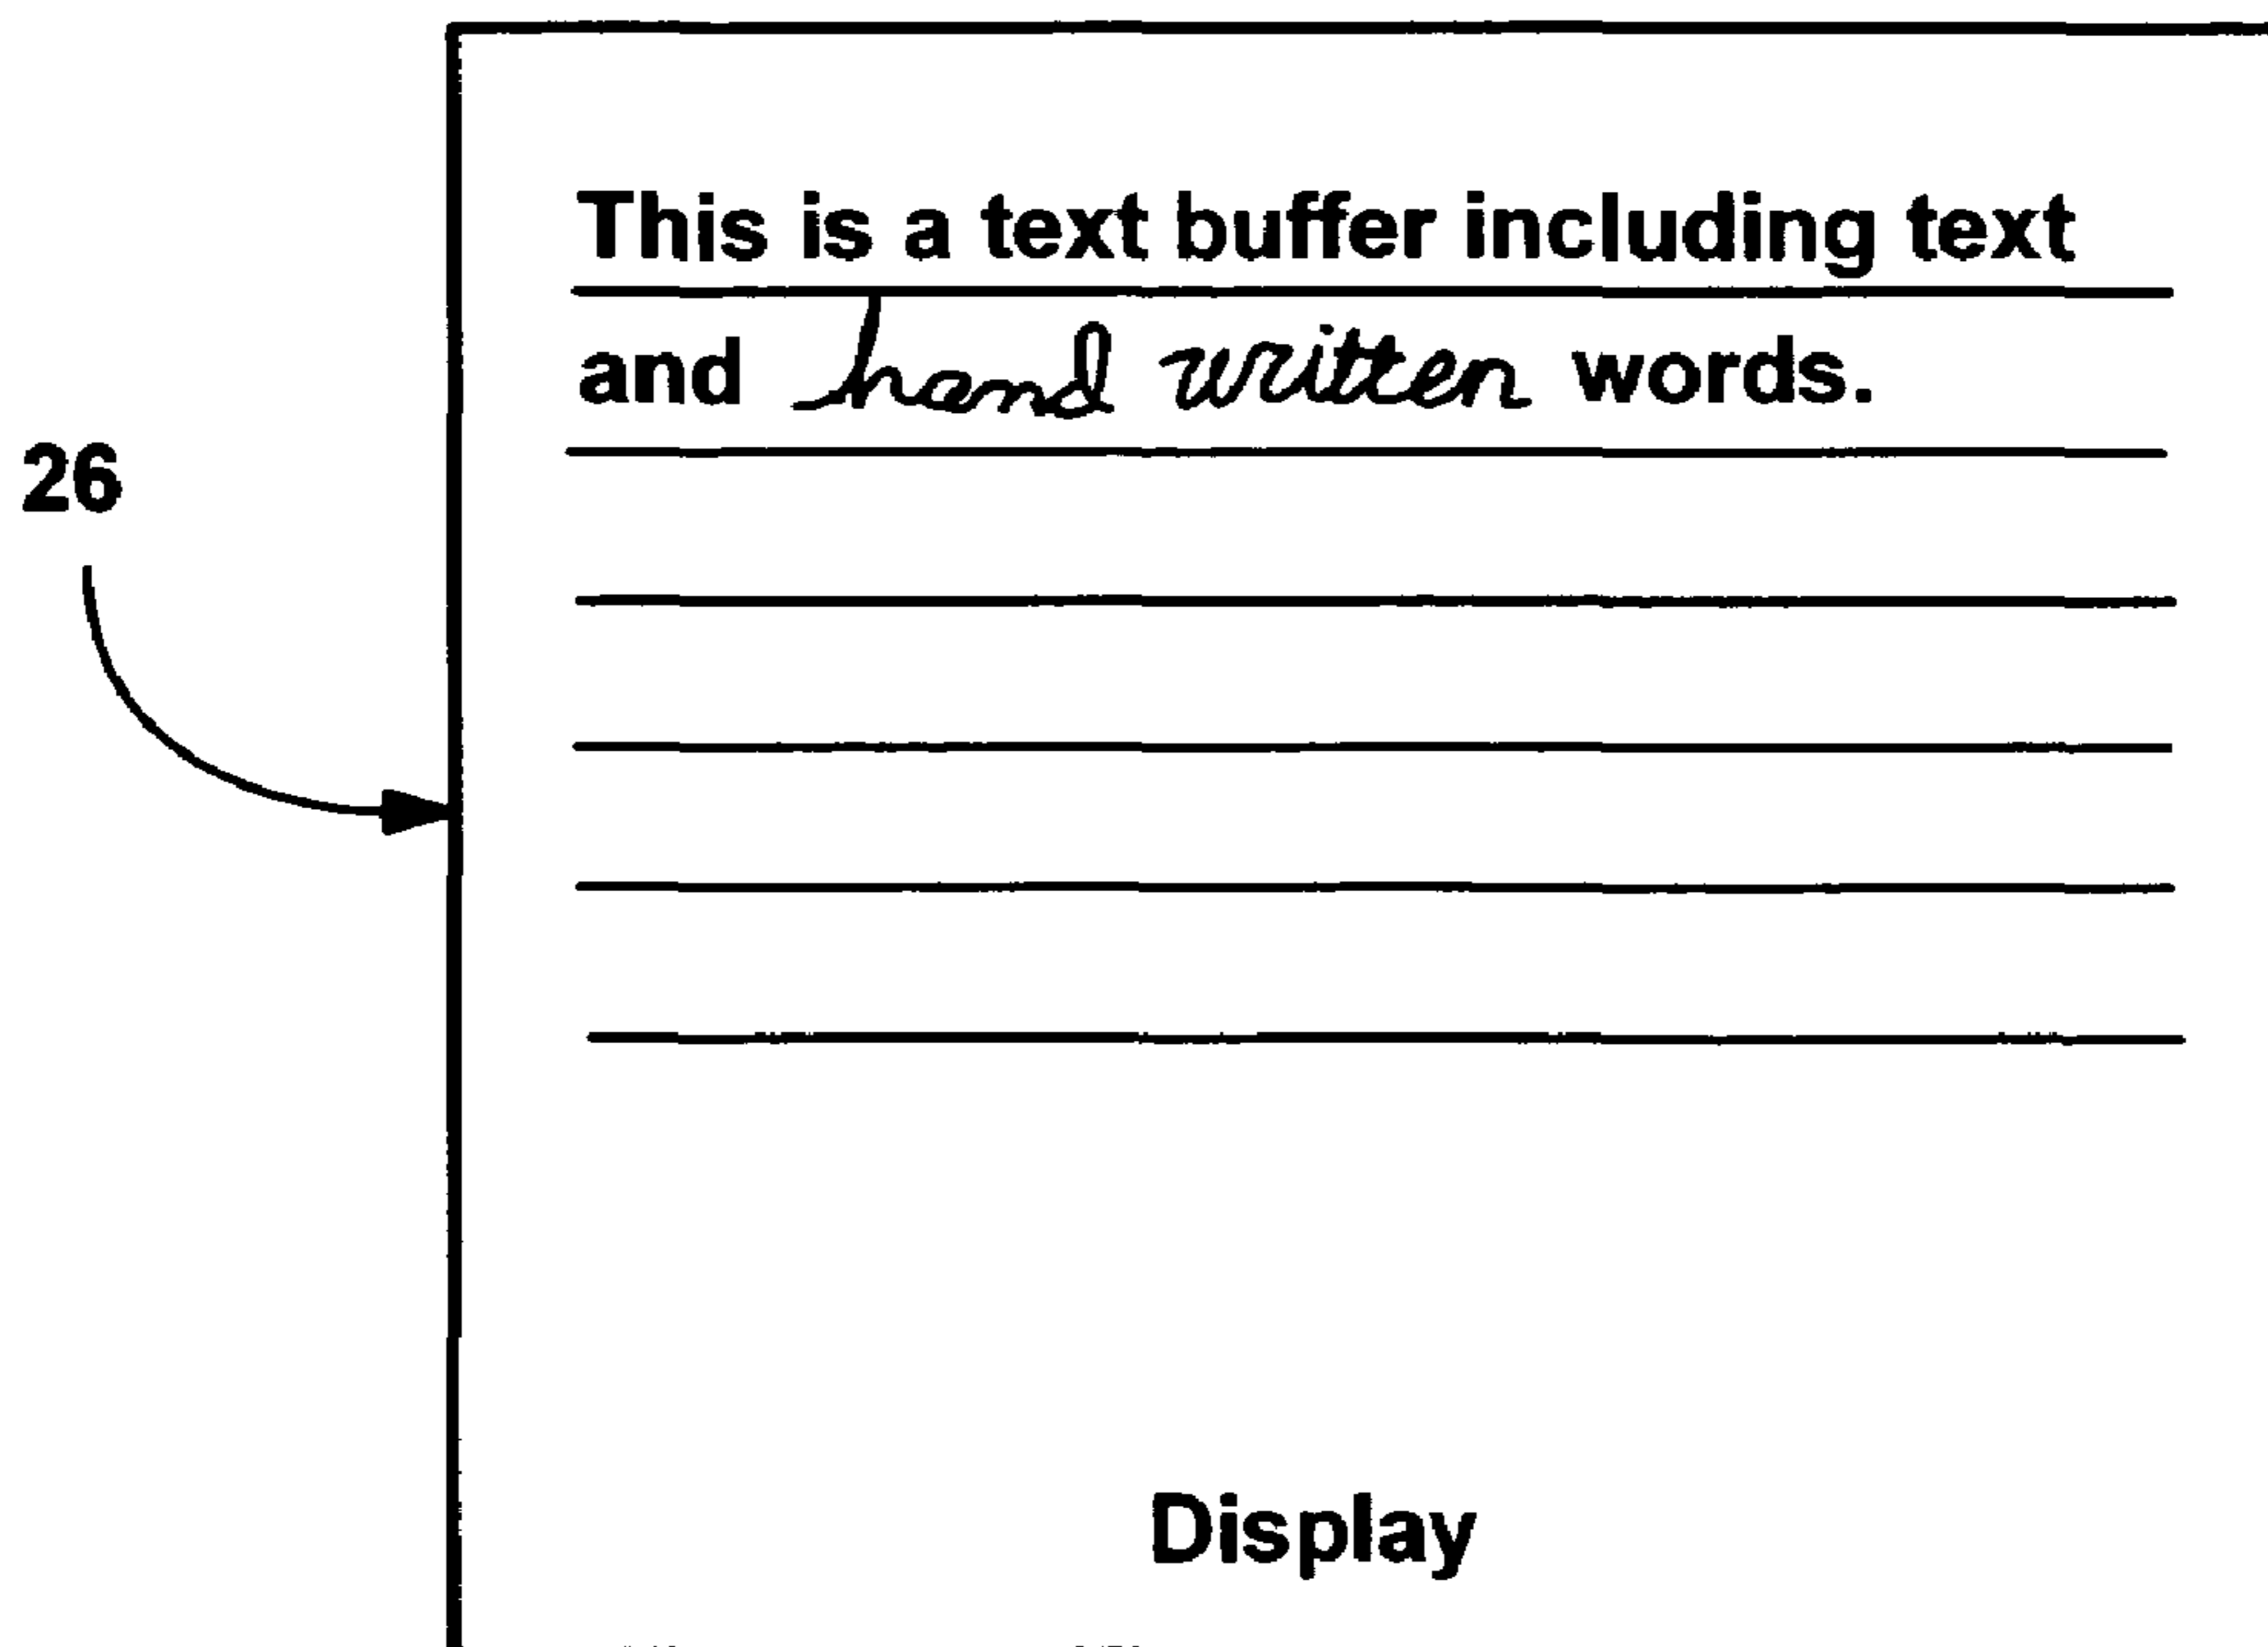 This is a text buffer including text
and hand written words.
26
Display